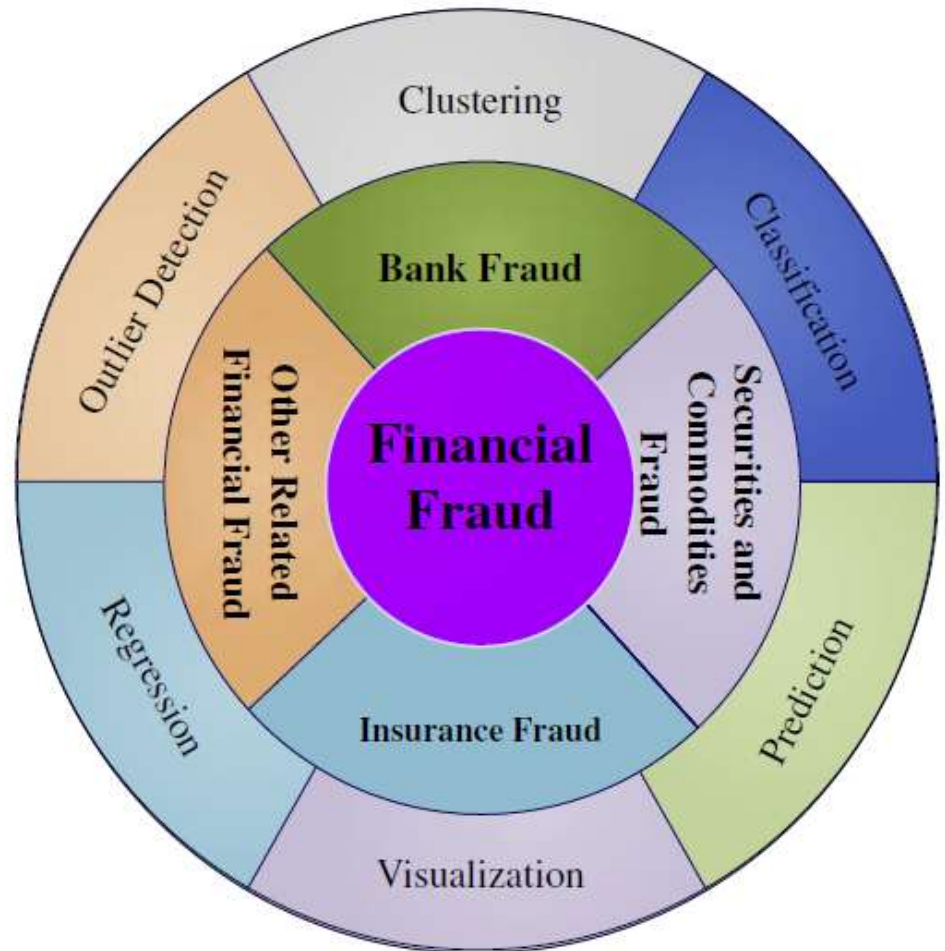 Clustering
Classification
Outlier Detection
Bank Fraud
Other Related
Financial Fraud
Financial
Fraud
Securities and
Commodities
Fraud
Insurance Fraud
Regression
Prediction
Visualization